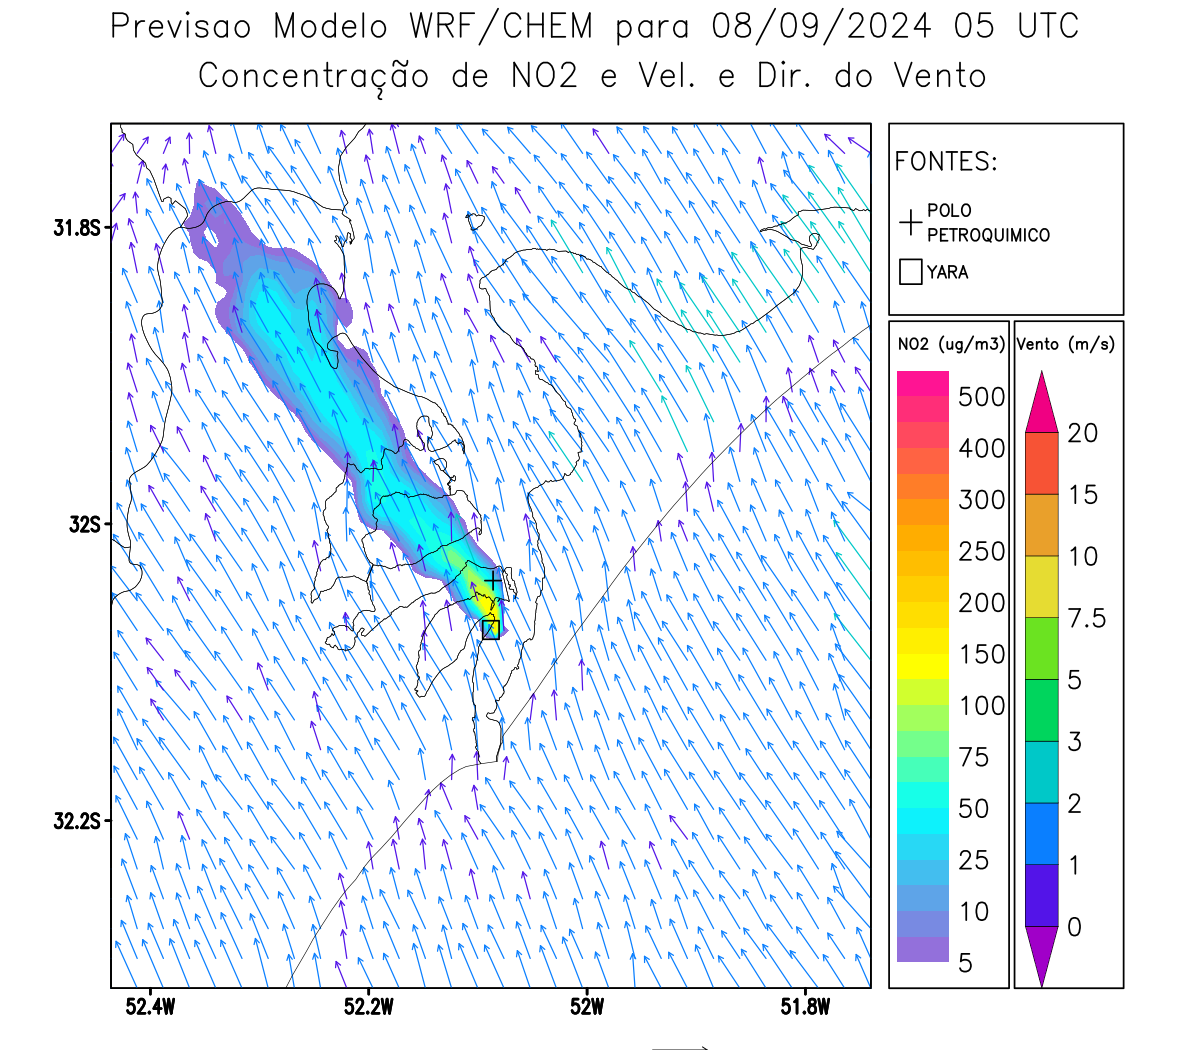 Previsao Modelo WRF/CHEM para 08/09/2024 05 UTC
Concentração de NO2 e Vel. e Dir. do Vento
FONTES:
POLO
PETROQUIMICO
YARA
NO2 (ug/m3)
500
400
300
250
200
150
100
75
50
25
10
5
Vento (m/s)
20
15
10
7.5
5
3
2
1
0
31.8S
32S
32.2S
52.4W
52.2W
52W
51.8W